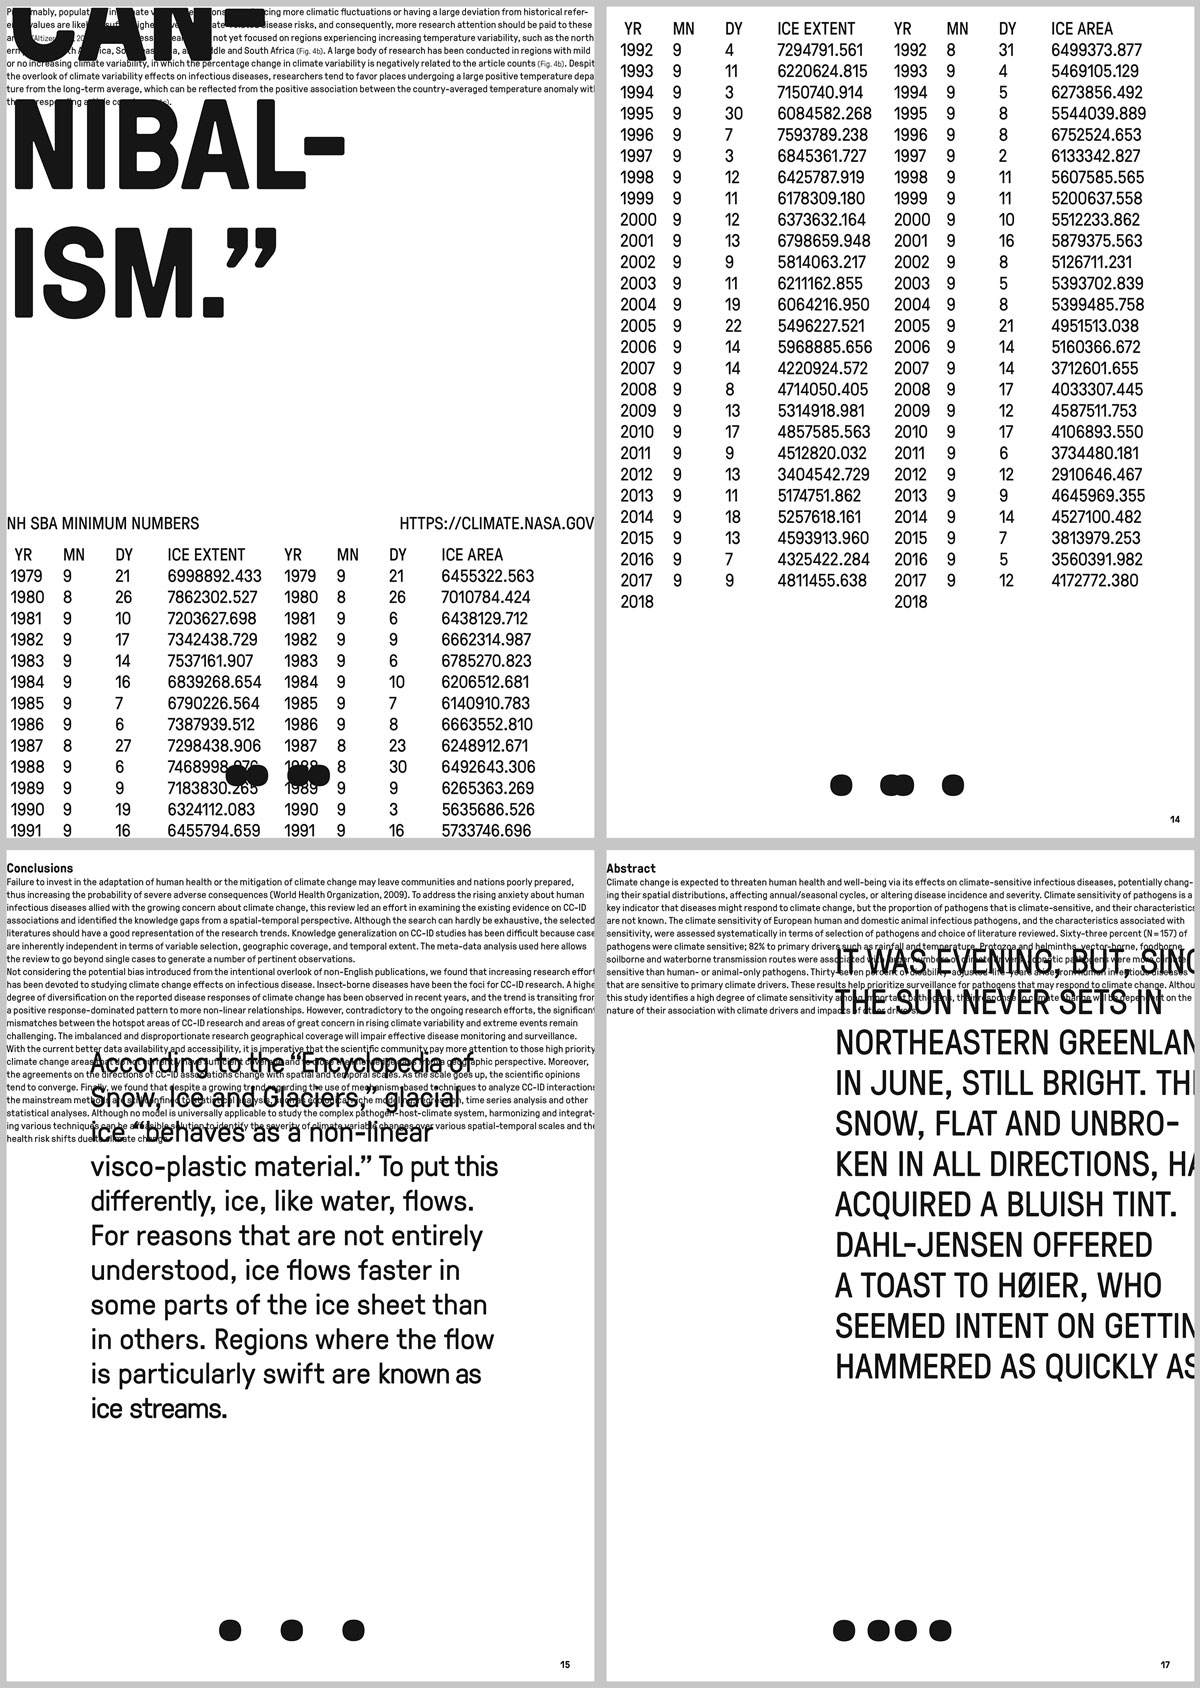 CAN-
cing more climatic fluctuations or having a large deviation from historical refer-
disease risks, and consequently, more research attention should be paid to these
not yet focused on regions experiencing increasing temperature variability, such as the north
and South Africa (Fig. 4b). A large body of research has been conducted in regions with mild
or no increasing climate variability, in which the percentage change in climate variability is negatively related to the article counts (Fig. 4b). Despit
the overlook of climate variability effects on infectious diseases, researchers tend to favor places undergoing a large positive temperature depa
ture from the long-term average, which can be reflected from the positive association between the country-averaged temperature anomaly wit
NIBAL-
ISM.”
NH SBA MINIMUM NUMBERS HTTPS://CLIMATE.NASA.GOV
YR MN DY ICE EXTENT YR MN DY ICE AREA
1979 9 21 6998892.433 1979 9 21 6455322.563
1980 8 26 7862302.527 1980 8 26 7010784.424
1981 9 10 7203627.698 1981 9 6 6438129.712
1982 9 17 7342438.729 1982 9 9 6662314.987
1983 9 14 7537161.907 1983 9 6 6785270.823
1984 9 16 6839268.654 1984 9 10 6206512.681
1985 9 7 6790226.564 1985 9 7 6140910.783
1986 9 6 7387939.512 1986 9 8 6663552.810
1987 8 27 7298438.906 1987 8 23 6248912.671
1988 9 6 1988 8 30 6492643.306
1989 9 9 7183830.265 1989 9 9 6265363.269
1990 9 19 6324112.083 1990 9 3 5635686.526
1991 9 16 6455794.659 1991 9 16 5733746.696
YR MN DY ICE EXTENT YR MN DY ICE AREA
1992 9 4 7294791.561 1992 8 31 6499373.877
1993 9 11 6220624.815 1993 9 4 5469105.129
1994 9 3 7150740.914 1994 9 5 6273856.492
1995 9 30 6084582.268 1995 9 8 5544039.889
1996 9 7 7593789.238 1996 9 8 6752524.653
1997 9 3 6845361.727 1997 9 2 6133342.827
1998 9 12 6425787.919 1998 9 11 5607585.565
1999 9 11 6178309.180 1999 9 11 5200637.558
2000 9 12 6373632.164 2000 9 10 5512233.862
2001 9 13 6798659.948 2001 9 16 5879375.563
2002 9 9 5814063.217 2002 9 8 5126711.231
2003 9 11 6211162.855 2003 9 5 5393702.839
2004 9 19 6064216.950 2004 9 8 5399485.758
2005 9 22 5496227.521 2005 9 21 4951513.038
2006 9 14 5968885.656 2006 9 14 5160366.672
2007 9 14 4220924.572 2007 9 14 3712601.655
2008 9 8 4714050.405 2008 9 17 4033307.445
2009 9 13 5314918.981 2009 9 12 4587511.753
2010 9 17 4857585.563 2010 9 17 4106893.550
2011 9 9 4512820.032 2011 9 6 3734480.181
2012 9 13 3404542.729 2012 9 12 2910646.467
2013 9 11 5174751.862 2013 9 9 4645969.355
2014 9 18 5257618.161 2014 9 14 4527100.482
2015 9 13 4593913.960 2015 9 7 3813979.253
2016 9 7 4325422.284 2016 9 5 3560391.982
2017 9 9 4811455.638 2017 9 12 4172772.380
2018 2018
14
Conclusions
Failure to invest in the adaptation of human health or the mitigation of climate change may leave communities and nations poorly prepared,
thus increasing the probability of severe adverse consequences (World Health Organization, 2009). To address the rising anxiety about human
infectious diseases allied with the growing concern about climate change, this review led an effort in examining the existing evidence on CC-ID
associations and identified the knowledge gaps from a spatial-temporal perspective. Although the search can hardly be exhaustive, the selected
literatures should have a good representation of the research trends. Knowledge generalization on CC-ID studies has been difficult because case
are inherently independent in terms of variable selection, geographic coverage, and temporal extent. The meta-data analysis used here allows
the review to go beyond single cases to generate a number of pertinent observations.
Not considering the potential bias introduced from the intentional overlook of non-English publications, we find that increasing research effort
has been devoted to studying climate change effects on infectious diseases. Insect-borne diseases have been the foci for CC-ID research. A highe
degree of diversification on the reported disease responses of climate change has been observed in recent years, and the trend is transiting from
a positive response-dominated pattern to more non-linear relationships. However, contradictory to the ongoing research efforts, the significant
mismatches between the hotspot areas of CC-ID research and areas of great concern in rising climate variability and extreme events remain
challenging. The imbalanced and disproportionate research geographical coverage will impair effective disease monitoring and surveillance.
With the current better data availability and accessibility, it is imperative that the scientific community pay more attention to those high priority
climate change areas
the agreements on the directions of CC-ID associations change with spatial and temporal scales. As the scale goes up, the scientific opinions
tend to converge. Finally, we found that despite a growing trend regarding the use of mechanism-based techniques to analyze CC-ID interactions
the mainstream methods are still confined to statistical analysis, such as ecological niche modeling, regression, time series analysis and other
statistical analyses. Although no model is universally applicable to study the complex pathogen-host-climate system, harmonizing and integrat-
ing various techniques can be a feasible solution to identify the severity of climate variable changes over various spatial-temporal scales and the
health risk shifts due to climate change.
According to the “Encyclopedia of
Snow, Ice and Glaciers,” glacial
ice “behaves as a non-linear
visco-plastic material.” To put this
differently, ice, like water, flows.
For reasons that are not entirely
understood, ice flows faster in
some parts of the ice sheet than
in others. Regions where the flow
is particularly swift are known as
ice streams.
15
Abstract
Climate change is expected to threaten human health and well-being via its effects on climate-sensitive infectious diseases, potentially chang-
ing their spatial distributions, affecting annual/seasonal cycles, or altering disease incidence and severity. Climate sensitivity of pathogens is a
key indicator that diseases might respond to climate change, but the proportion of pathogens that is climate-sensitive, and their characteristics
are not known. The climate sensitivity of European human and domestic animal infectious pathogens, and the characteristics associated with
sensitivity, were assessed systematically in terms of selection of pathogens and choice of literature reviewed. Sixty-three percent (N = 157) of
pathogens were climate sensitive; 82% to primary drivers such as rainfall and temperature. Protozoa and helminths, vector-borne, foodborne,
soilborne and waterborne transmission routes were associated with larger numbers of climate drivers. Zoonotic pathogens were more climate
sensitive than human- or animal-only pathogens. Thirty-seven percent of disability-adjusted-life-years arise from human infectious diseases
that are sensitive to primary climate drivers. These results help prioritize surveillance for pathogens that may respond to climate change. Althou
this study identifies a high degree of climate sensitivity among important pathogens, their response to climate change will be dependent on the
nature of their association with climate drivers and impacts of other drivers.
IT WAS EVENING, BUT, SINC
THE SUN NEVER SETS IN
NORTHEASTERN GREENLAN
IN JUNE, STILL BRIGHT. THE
SNOW, FLAT AND UNBRO-
KEN IN ALL DIRECTIONS, HA
ACQUIRED A BLUISH TINT.
DAHL-JENSEN OFFERED
A TOAST TO HØIER, WHO
SEEMED INTENT ON GETTIN
HAMMERED AS QUICKLY AS
17